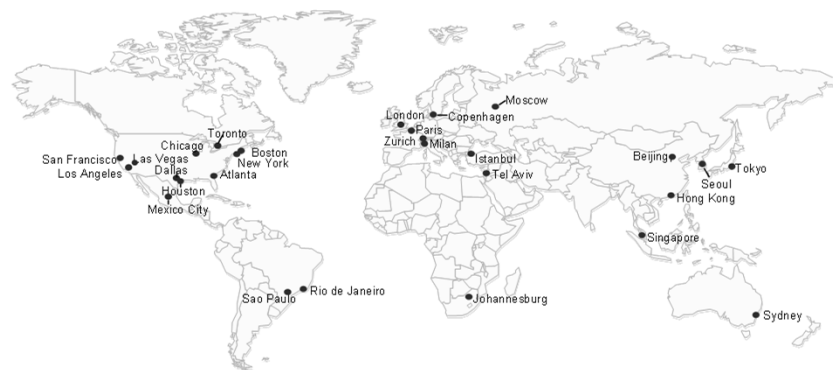 Moscow
London
Copenhagen
Paris
Toronto
Zurich
Milan
Chicago
Boston
Istanbul
Beijing
San Francisco
Las Vegas
New York
Tokyo
Los Angeles
Dallas
Atlanta
Tel Aviv
Seoul
Houston
Hong Kong
Mexico City
Singapore
Rio de Janeiro
Sao Paulo
Johannesburg
Sydney